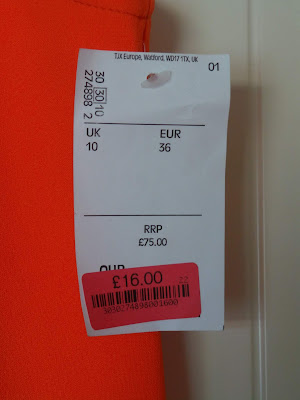 TJX Europe, Watford, WD17 1TX, UK
01
30 30 10
274898 2
UK EUR
10 36
RRP
£75.00
OUR
£16.00
3030274898001600